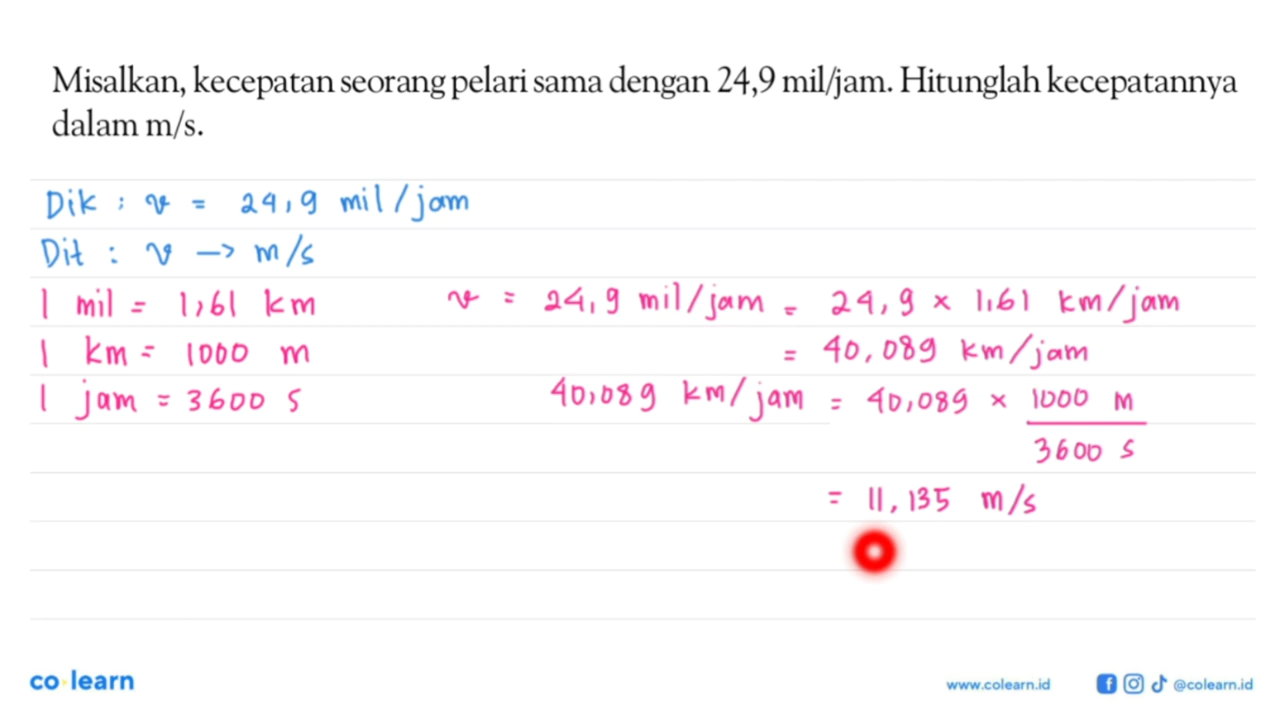 Misalkan, kecepatan seorang pelari sama dengan 24,9 mil/jam. Hitunglah kecepatannya
dalam m/s.
Dik : v = 24,9 mil/jam
Dit : v → m/s
1 mil = 1,61 km
1 km = 1000 m
1 jam = 3600 s
v = 24,9 mil/jam = 24,9 × 1,61 km/jam
= 40,089 km/jam
40,089 km/jam = 40,089 × 1000 m
3600 s
= 11,135 m/s
co learn
www.colearn.id
@colearn.id